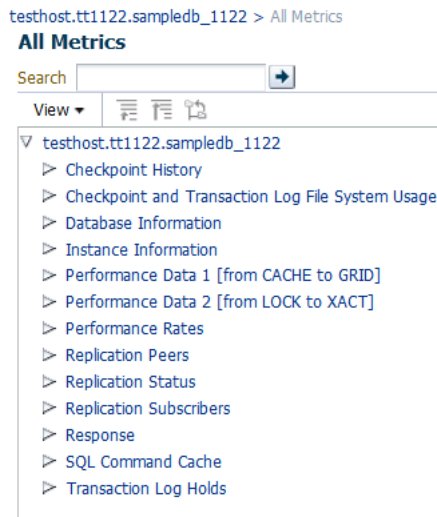 testhost.tt1122.sampledb_1122 > All Metrics
All Metrics
Search
View
testhost.tt1122.sampledb_1122
Checkpoint History
Checkpoint and Transaction Log File System Usage
Database Information
Instance Information
Performance Data 1 [from CACHE to GRID]
Performance Data 2 [from LOCK to XACT]
Performance Rates
Replication Peers
Replication Status
Replication Subscribers
Response
SQL Command Cache
Transaction Log Holds